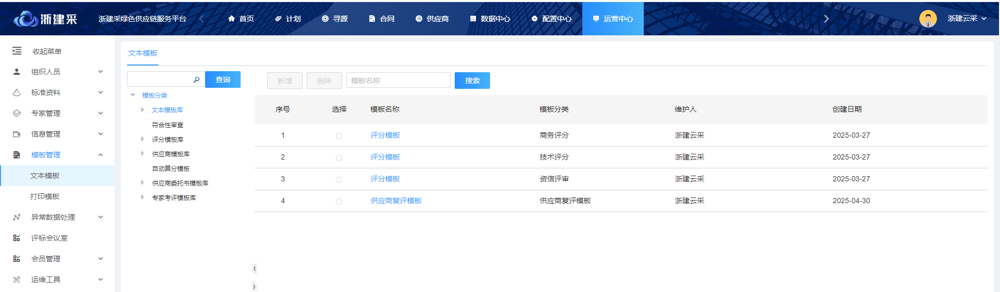 浙建采
浙建采绿色供应链服务平台
首页
计划
寻源
合同
供应商
数据中心
配置中心
运营中心
浙建云采
收起菜单
组织人员
标准资料
专家管理
信息管理
模板管理
文本模板
打印模板
异常数据处理
评标会议室
会员管理
运维工具
文本模板
查询
模板分类
文本模板库
符合性审查
评分模板库
供应商模板库
自动算分模板
供应商委托书模板库
专家考评模板库
新增 删除 模板名称 搜索
序号 选择 模板名称 模板分类 维护人 创建日期
1 评分模板 商务评分 浙建云采 2025-03-27
2 评分模板 技术评分 浙建云采 2025-03-27
3 评分模板 资信评审 浙建云采 2025-03-27
4 供应商复评模板 供应商复评模板 浙建云采 2025-04-30